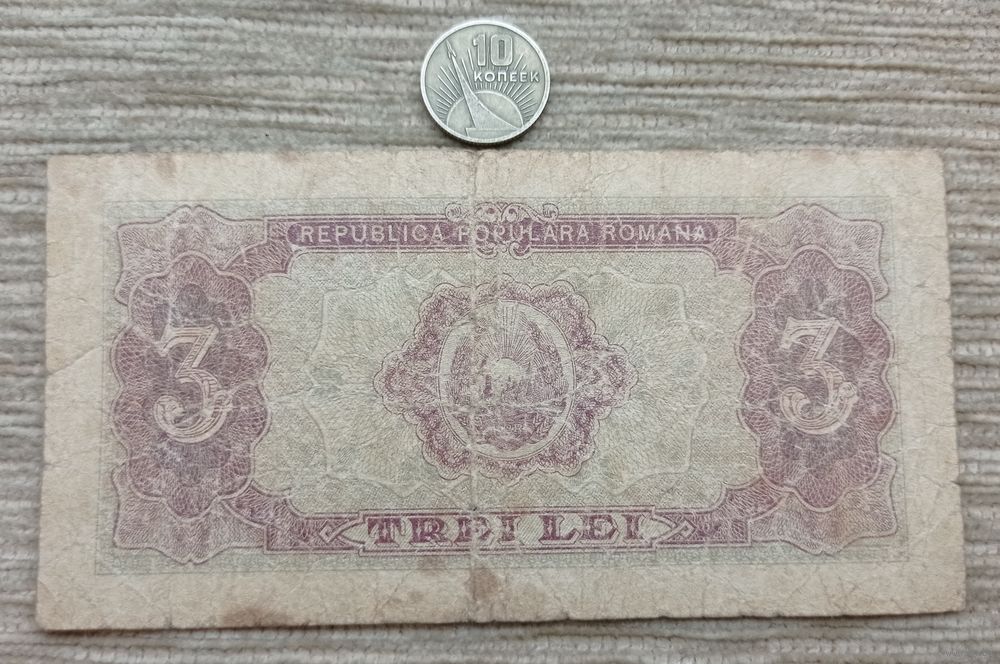 10
КОПЕЕК
REPUBLICA POPULARA ROMANA
3
3
TREI LEI